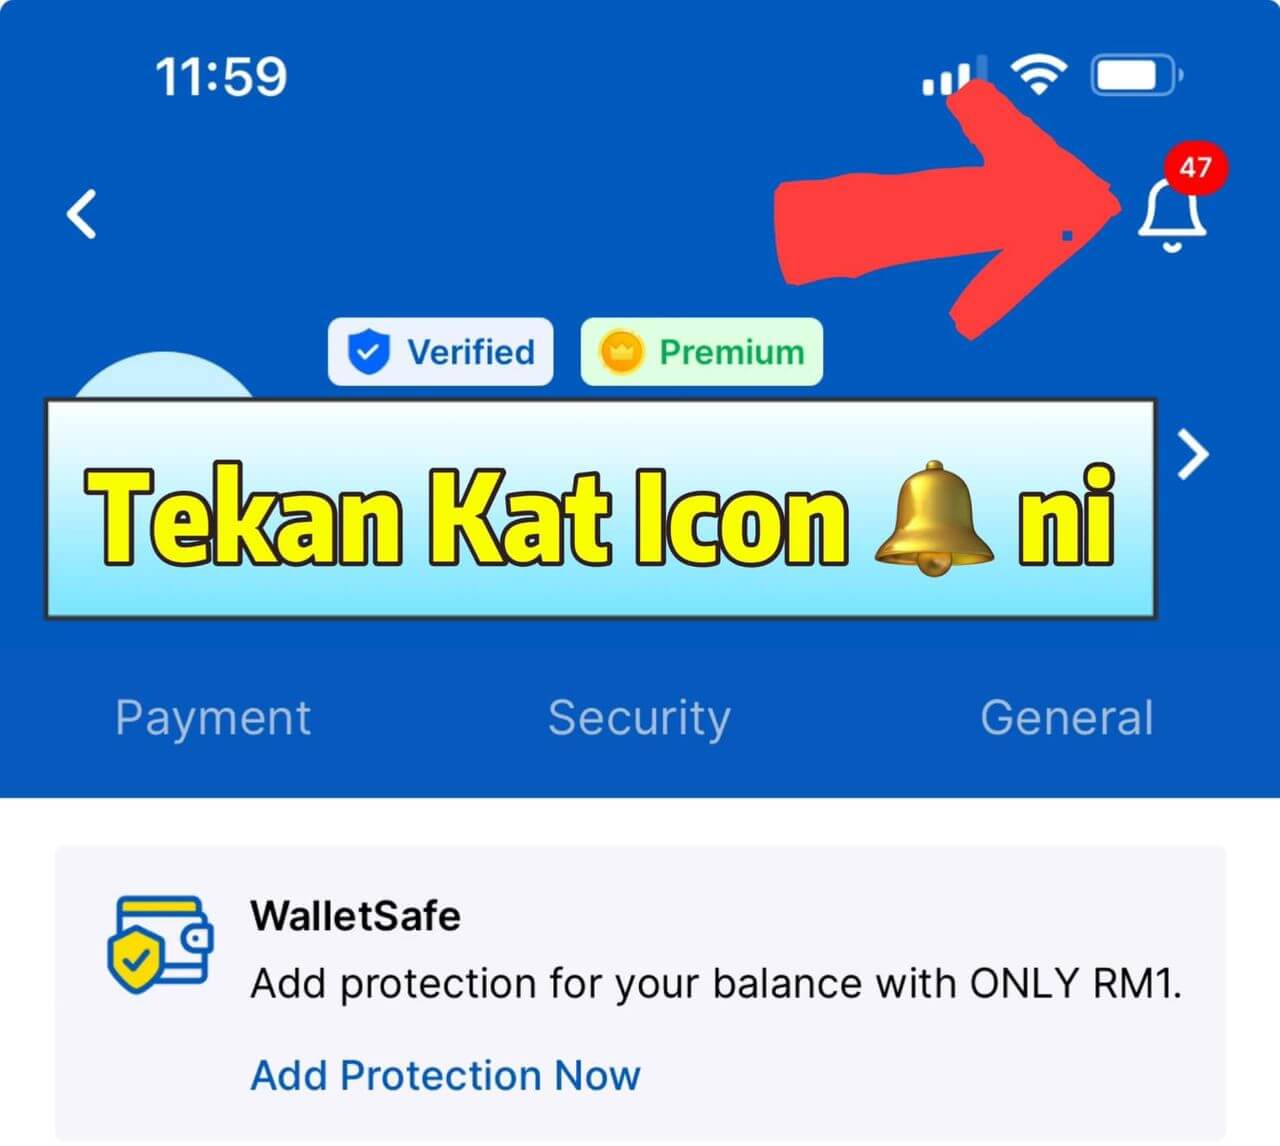 11:59
47
Verified
Premium
Tekan Kat Icon 🔔 ni
Payment
Security
General
WalletSafe
Add protection for your balance with ONLY RM1.
Add Protection Now